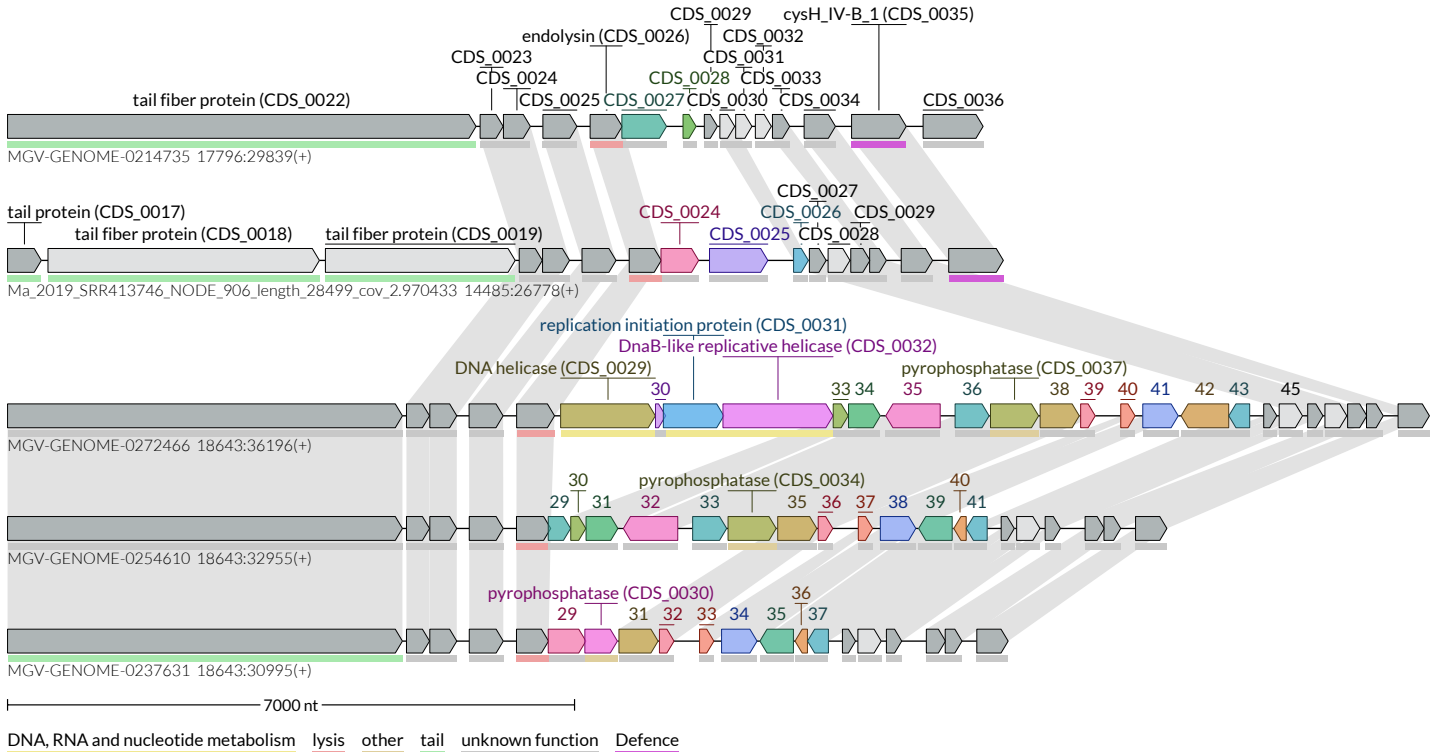 CDS_0029 cysH_IV-B_1 (CDS_0035)
endolysin (CDS_0026) CDS_0032
CDS_0023 CDS_0031
CDS_0024 CDS_0028 CDS_0033
tail fiber protein (CDS_0022) CDS_0025 CDS_0027 CDS_0030 CDS_0034 CDS_0036
MGV-GENOME-0214735 17796:29839(+)
CDS_0027
tail protein (CDS_0017) CDS_0024 CDS_0026 CDS_0029
tail fiber protein (CDS_0018) tail fiber protein (CDS_0019) CDS_0025 CDS_0028
Ma_2019_SRR413746_NODE_906_length_28499_cov_2.970433 14485:26778(+)
replication initiation protein (CDS_0031)
DnaB-like replicative helicase (CDS_0032)
DNA helicase (CDS_0029) pyrophosphatase (CDS_0037)
30 33 34 35 36 38 39 40 41 42 43 45
MGV-GENOME-0272466 18643:36196(+)
30 pyrophosphatase (CDS_0034) 40
29 31 32 33 35 36 37 38 39 41
MGV-GENOME-0254610 18643:32955(+)
pyrophosphatase (CDS_0030) 36
29 31 32 33 34 35 37
MGV-GENOME-0237631 18643:30995(+)
7000 nt
DNA, RNA and nucleotide metabolism lysis other tail unknown function Defence